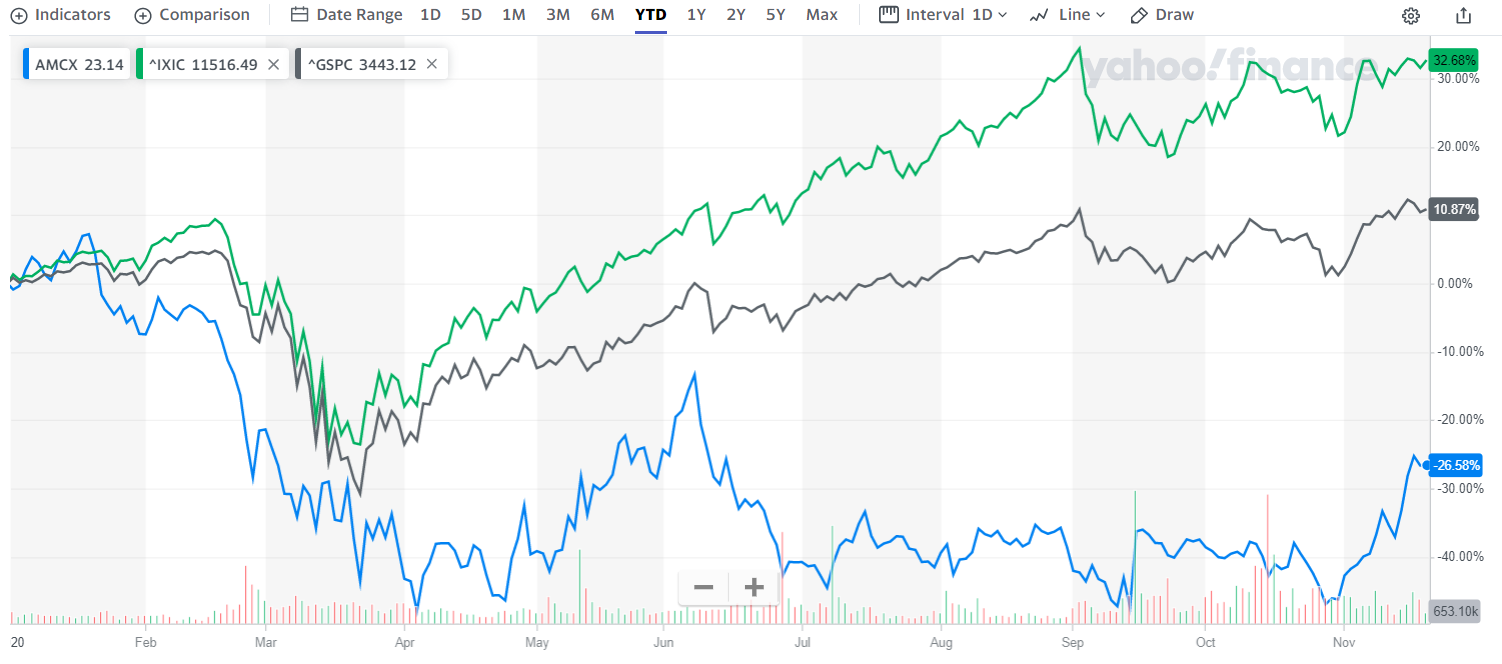 Indicators Comparison Date Range 1D 5D 1M 3M 6M YTD 1Y 2Y 5Y Max Interval 1D Line Draw
AMCX 23.14 ^IXIC 11516.49 ^GSPC 3443.12
yahoo!finance
32.68%
30.00%
20.00%
10.87%
0.00%
-10.00%
-20.00%
-26.58%
-30.00%
-40.00%
653.10k
20 Feb Mar Apr May Jun Jul Aug Sep Oct Nov